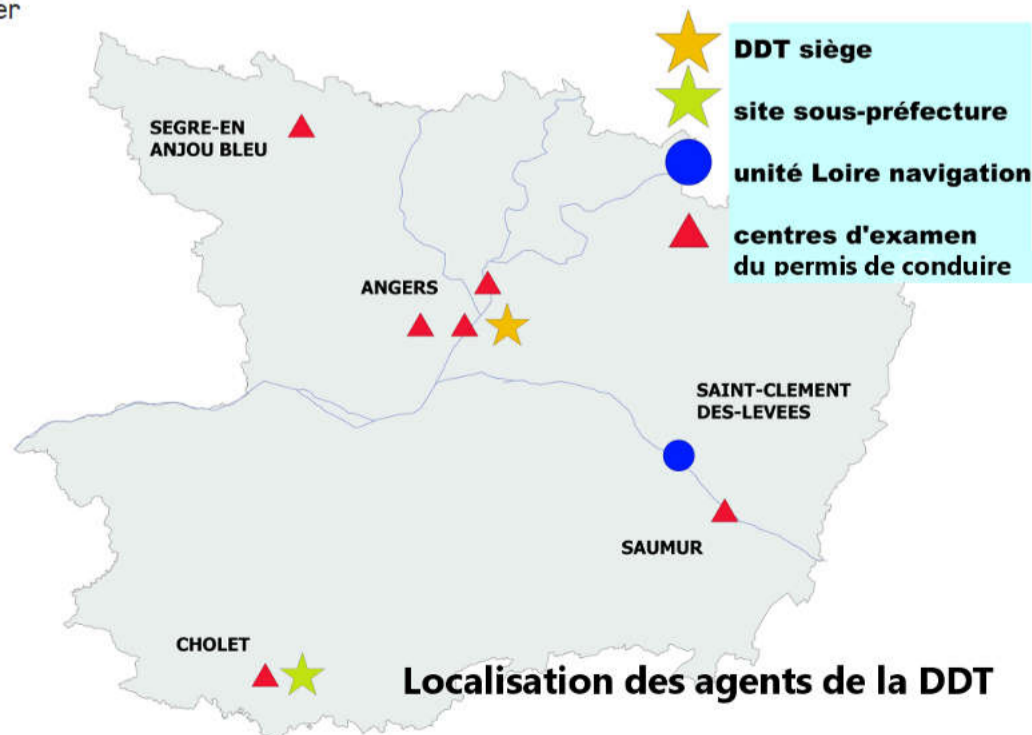 er
DDT siège
site sous-préfecture
unité Loire navigation
centres d'examen
du permis de conduire
SEGRE-EN
ANJOU BLEU
ANGERS
SAINT-CLEMENT
DES-LEVEES
SAUMUR
CHOLET
Localisation des agents de la DDT